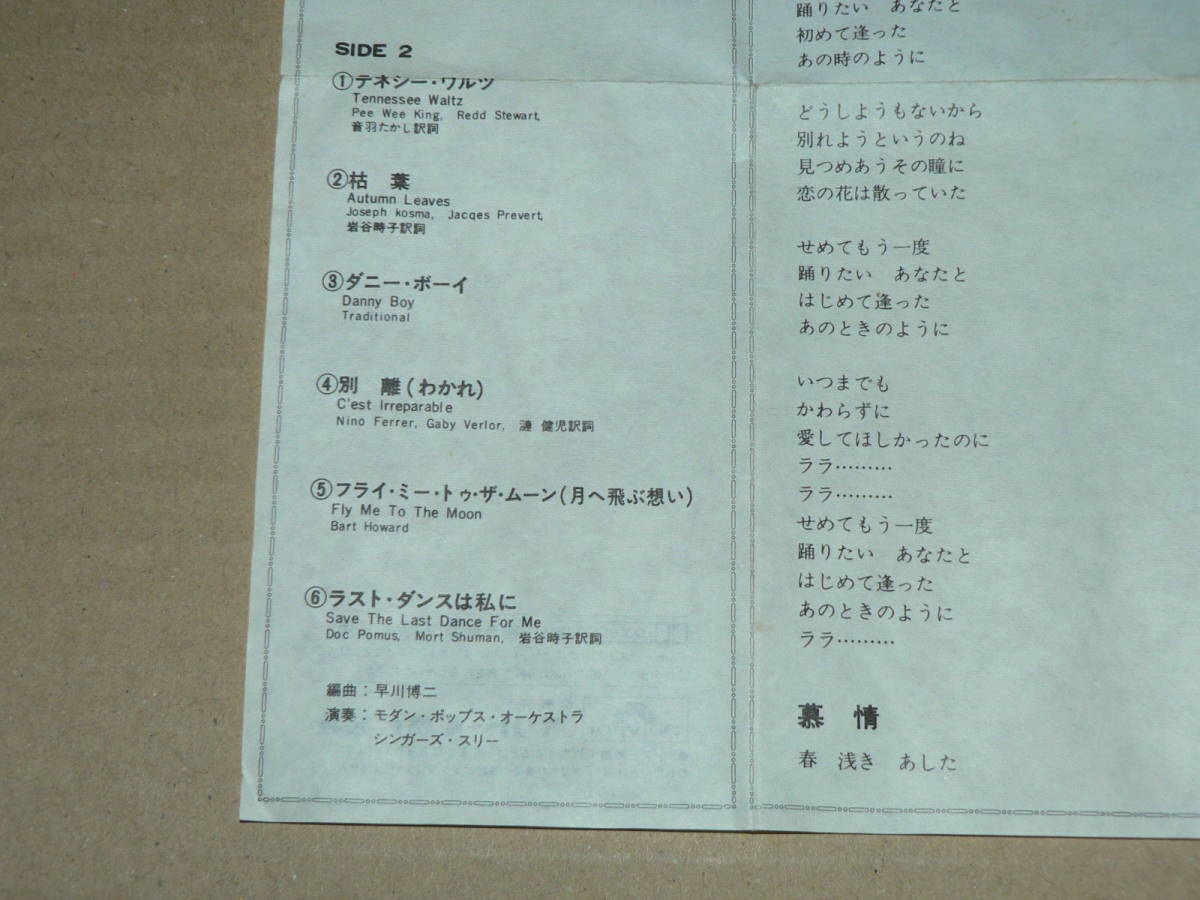 SIDE 2
①テネシー・ワルツ
Tennessee Waltz
Pee Wee King, Redd Stewart,
音羽たかし訳詞
②枯 葉
Autumn Leaves
Joseph kosma, Jacqes Prevert,
岩谷時子訳詞
③ダニー・ボーイ
Danny Boy
Traditional
④別 離(わかれ)
C'est Irreparable
Nino Ferrer, Gaby Verlor, 漣 健児訳詞
⑤フライ・ミー・トゥ・ザ・ムーン(月へ飛ぶ想い)
Fly Me To The Moon
Bart Howard
⑥ラスト・ダンスは私に
Save The Last Dance For Me
Doc Pomus, Mort Shuman, 岩谷時子訳詞
編曲：早川博二
演奏：モダン・ポップス・オーケストラ
シンガーズ・スリー
踊りたい あなたと
初めて逢った
あの時のように
どうしようもないから
別れようというのね
見つめあうその瞳に
恋の花は散っていた
せめてもう一度
踊りたい あなたと
はじめて逢った
あのときのように
いつまでも
かわらずに
愛してほしかったのに
ララ………
ララ………
せめてもう一度
踊りたい あなたと
はじめて逢った
あのときのように
ララ………
慕 情
春 浅き あした